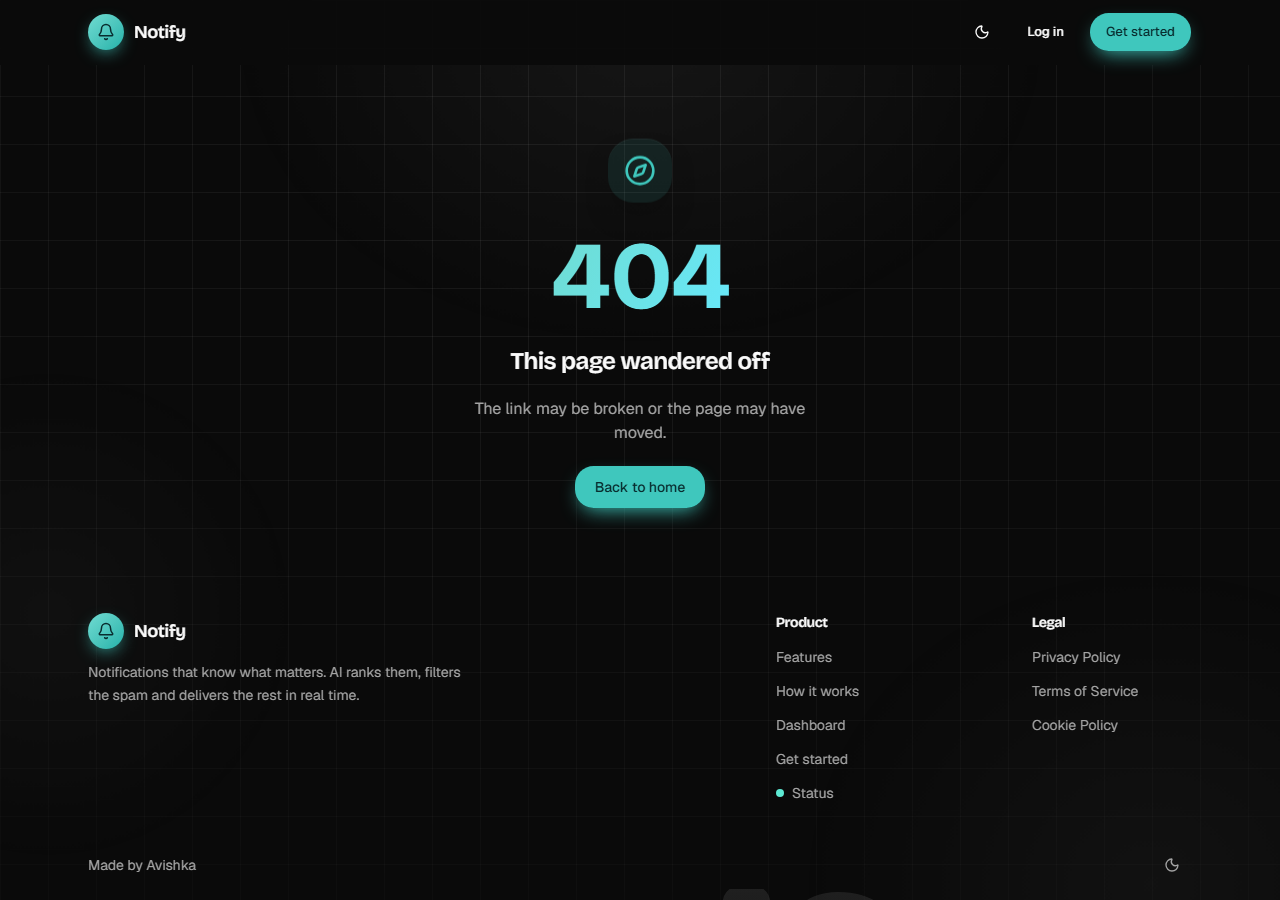 Notify
Log in
Get started
404
This page wandered off
The link may be broken or the page may have
moved.
Back to home
Notify
Notifications that know what matters. AI ranks them, filters
the spam and delivers the rest in real time.
Product
Features
How it works
Dashboard
Get started
Status
Legal
Privacy Policy
Terms of Service
Cookie Policy
Made by Avishka